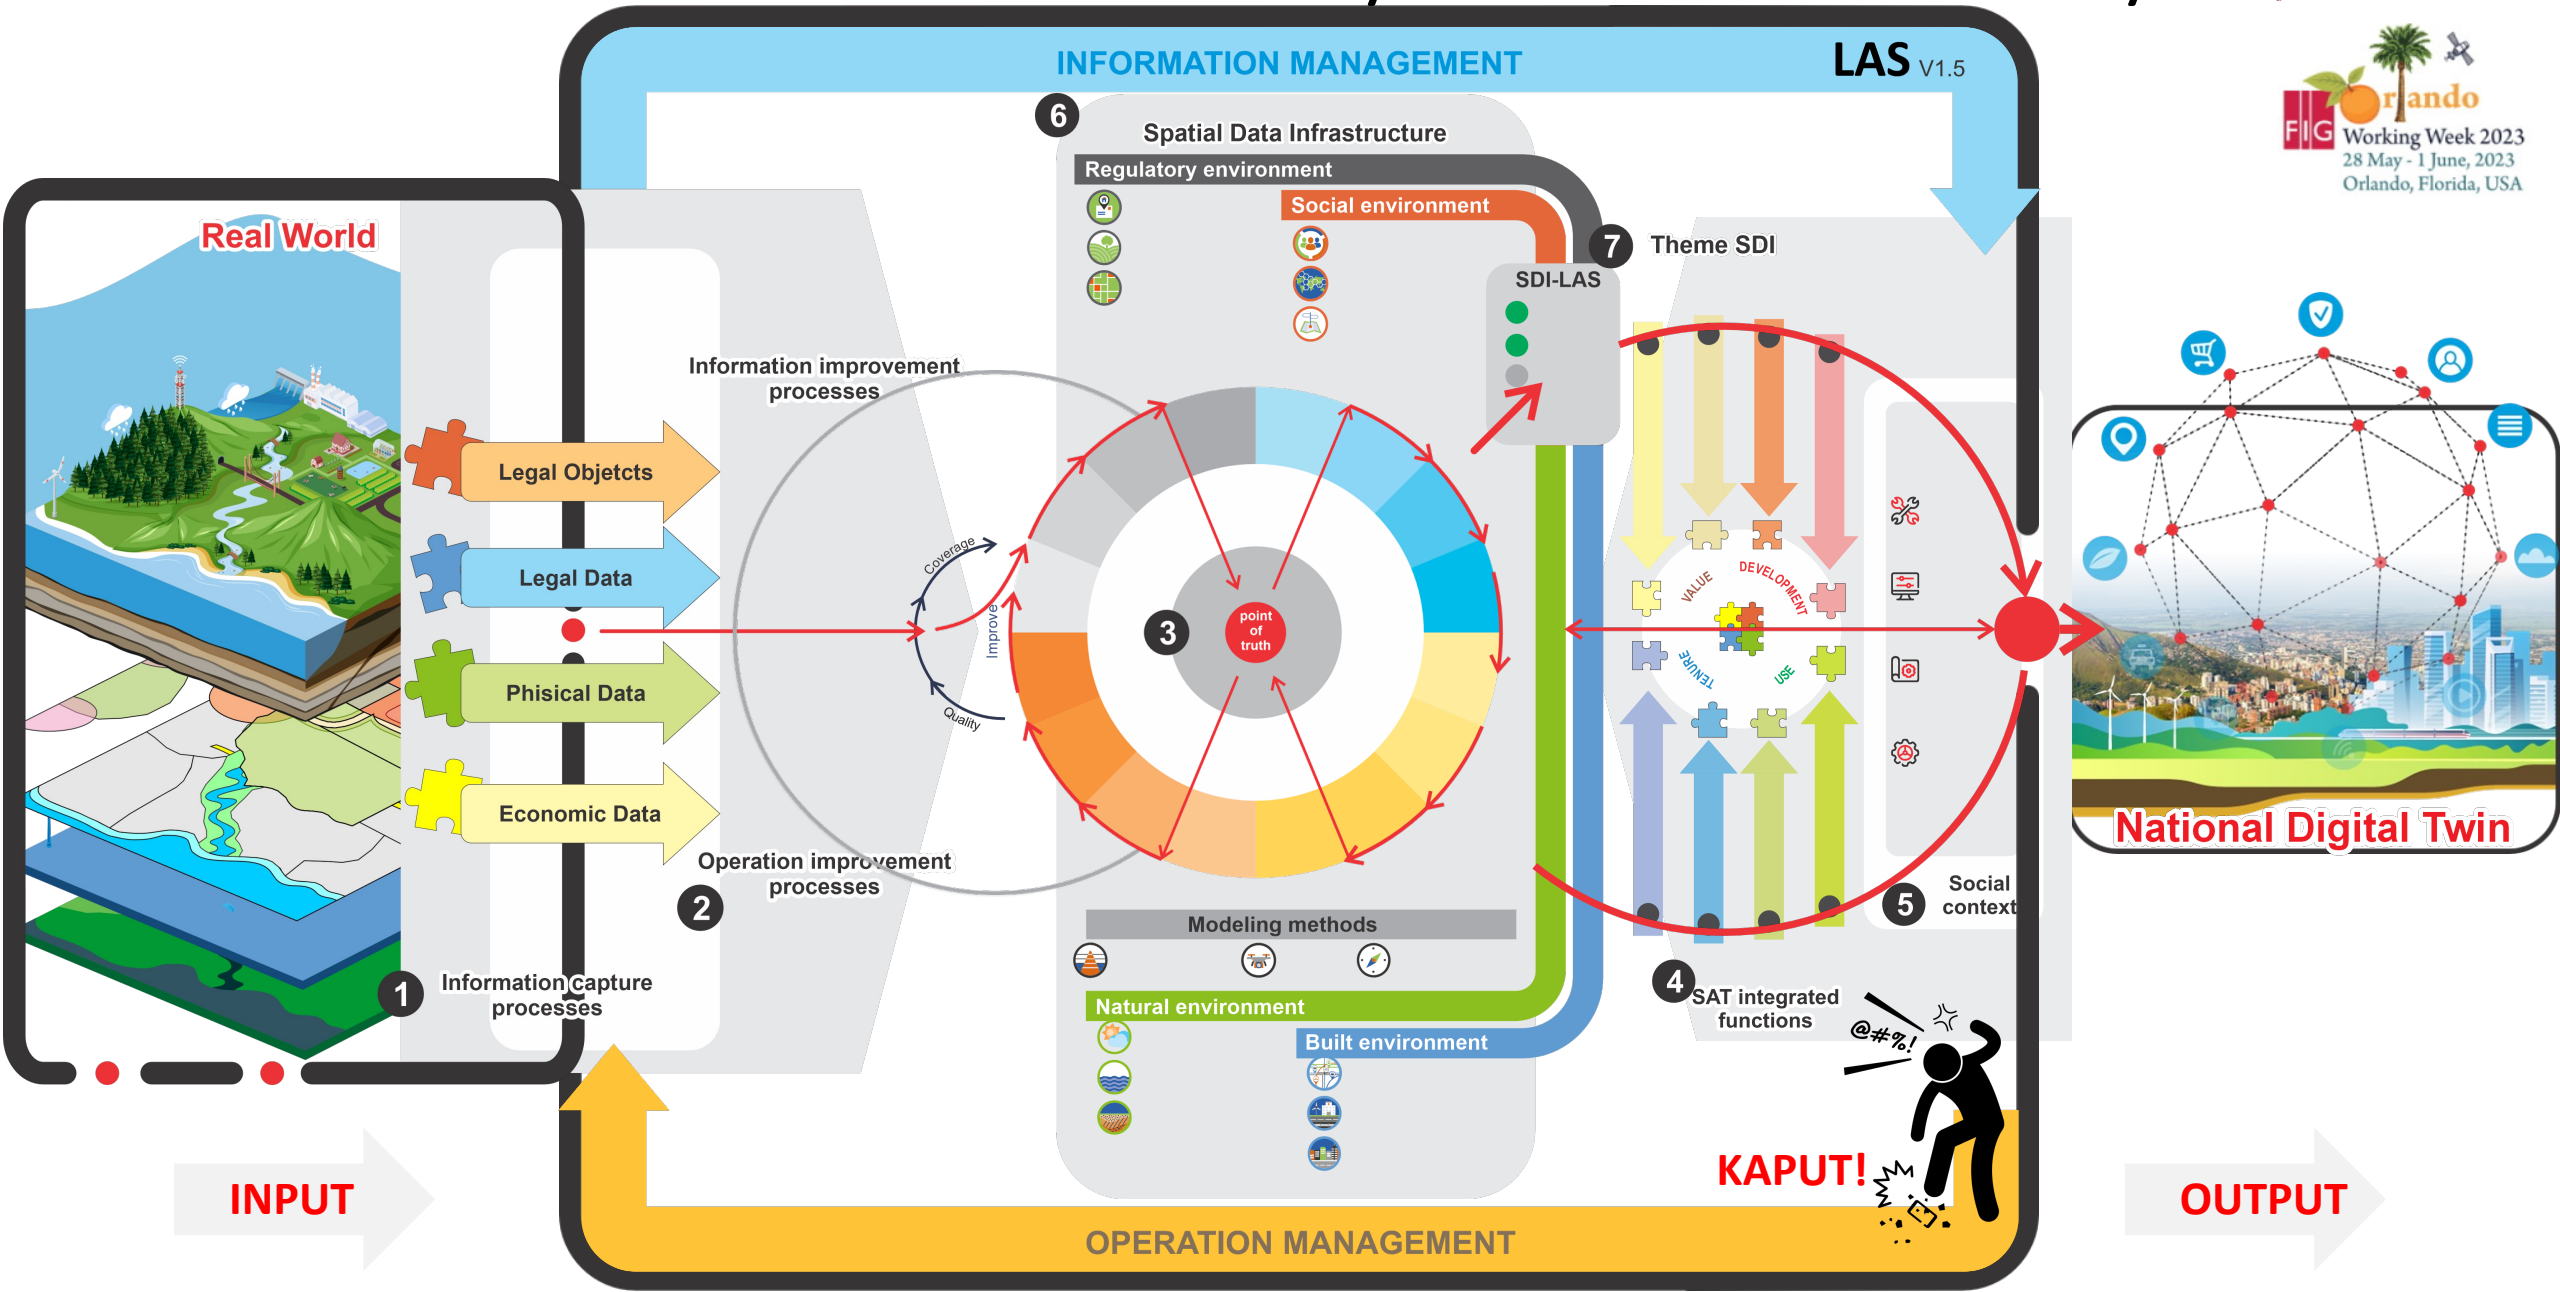 INFORMATION MANAGEMENT
LAS V1.5
FIG
Orlando
Working Week 2023
28 May - 1 June, 2023
Orlando, Florida, USA
6
Spatial Data Infrastructure
Regulatory environment
Social environment
7
Theme SDI
SDI-LAS
Real World
Information improvement
processes
Legal Objetcts
Legal Data
Phisical Data
Economic Data
Coverage
Improve
Quality
3
point
of
truth
VALUE
DEVELOPMENT
TENURE
USE
National Digital Twin
Operation improvement
processes
2
5
Social
context
Modeling methods
1
Information capture
processes
4
SAT integrated
functions
Natural environment
Built environment
@#%!
KAPUT!
INPUT
OUTPUT
OPERATION MANAGEMENT